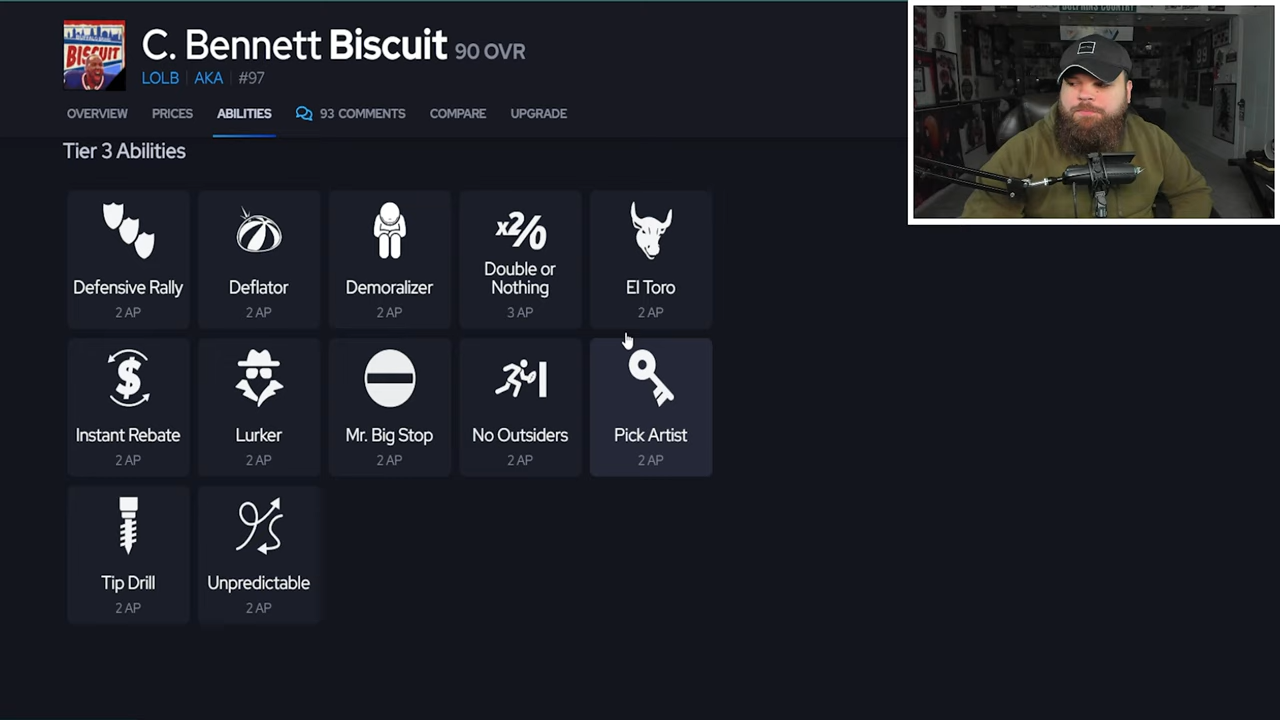 C. Bennett Biscuit 90 OVR
LOLB | AKA | #97
OVERVIEW PRICES ABILITIES 93 COMMENTS COMPARE UPGRADE
Tier 3 Abilities
Defensive Rally
2 AP
Deflator
2 AP
Demoralizer
2 AP
x2/0
Double or
Nothing
3 AP
El Toro
2 AP
$
Instant Rebate
2 AP
Lurker
2 AP
Mr. Big Stop
2 AP
No Outsiders
2 AP
Pick Artist
2 AP
Tip Drill
2 AP
Unpredictable
2 AP
BISCUIT
DOLPHINS COUNTRY